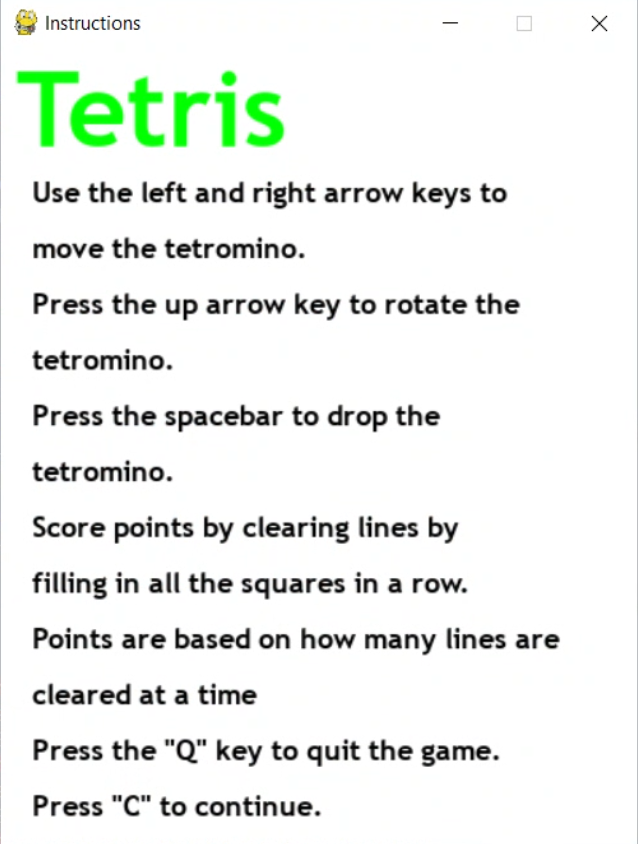 Instructions
Tetris
Use the left and right arrow keys to
move the tetromino.
Press the up arrow key to rotate the
tetromino.
Press the spacebar to drop the
tetromino.
Score points by clearing lines by
filling in all the squares in a row.
Points are based on how many lines are
cleared at a time
Press the "Q" key to quit the game.
Press "C" to continue.